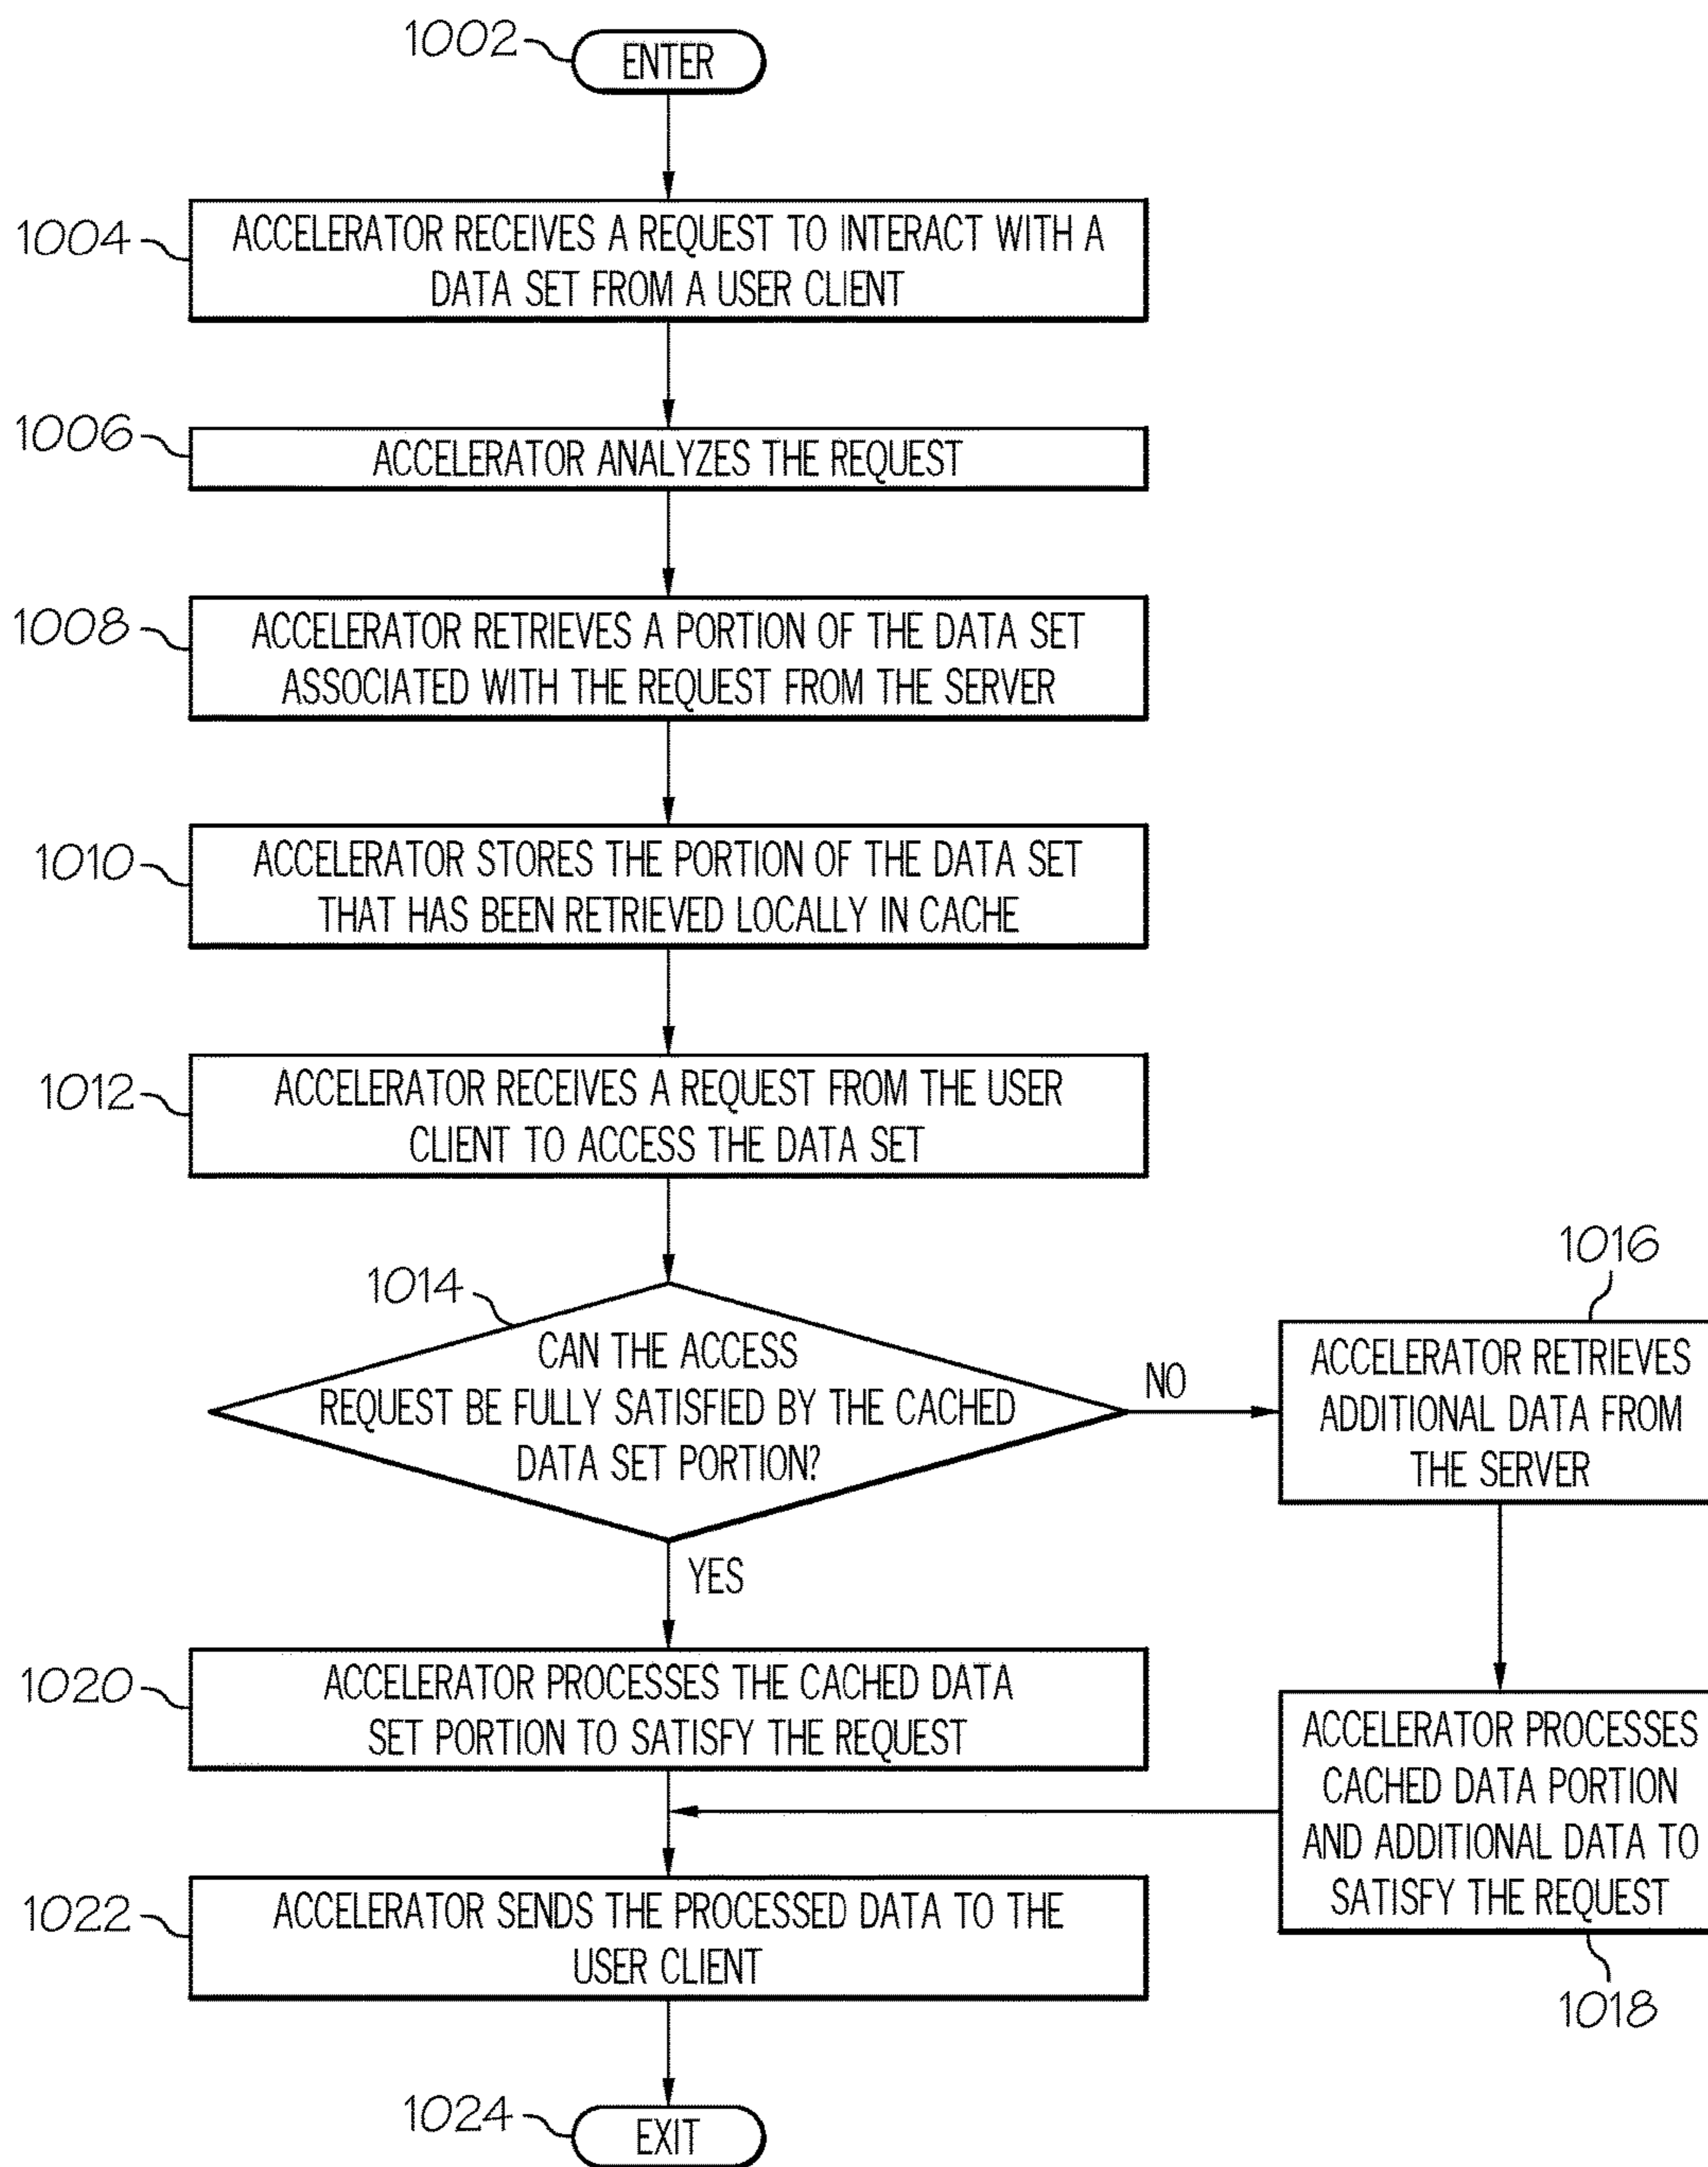 1002
ENTER
1004
ACCELERATOR RECEIVES A REQUEST TO INTERACT WITH A
DATA SET FROM A USER CLIENT
1006
ACCELERATOR ANALYZES THE REQUEST
1008
ACCELERATOR RETRIEVES A PORTION OF THE DATA SET
ASSOCIATED WITH THE REQUEST FROM THE SERVER
1010
ACCELERATOR STORES THE PORTION OF THE DATA SET
THAT HAS BEEN RETRIEVED LOCALLY IN CACHE
1012
ACCELERATOR RECEIVES A REQUEST FROM THE USER
CLIENT TO ACCESS THE DATA SET
1014
CAN THE ACCESS
REQUEST BE FULLY SATISFIED BY THE CACHED
DATA SET PORTION?
NO
1016
ACCELERATOR RETRIEVES
ADDITIONAL DATA FROM
THE SERVER
YES
1020
ACCELERATOR PROCESSES THE CACHED DATA
SET PORTION TO SATISFY THE REQUEST
ACCELERATOR PROCESSES
CACHED DATA PORTION
AND ADDITIONAL DATA TO
SATISFY THE REQUEST
1018
1022
ACCELERATOR SENDS THE PROCESSED DATA TO THE
USER CLIENT
1024
EXIT